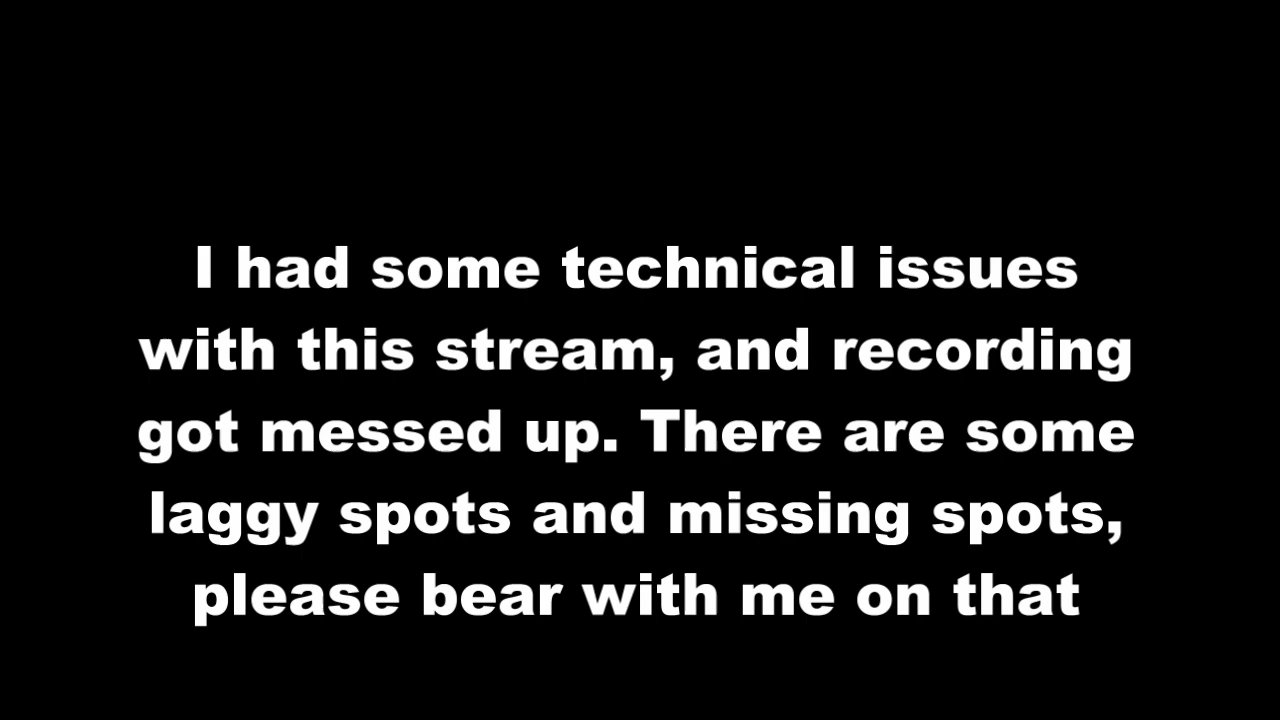 I had some technical issues
with this stream, and recording
got messed up. There are some
laggy spots and missing spots,
please bear with me on that